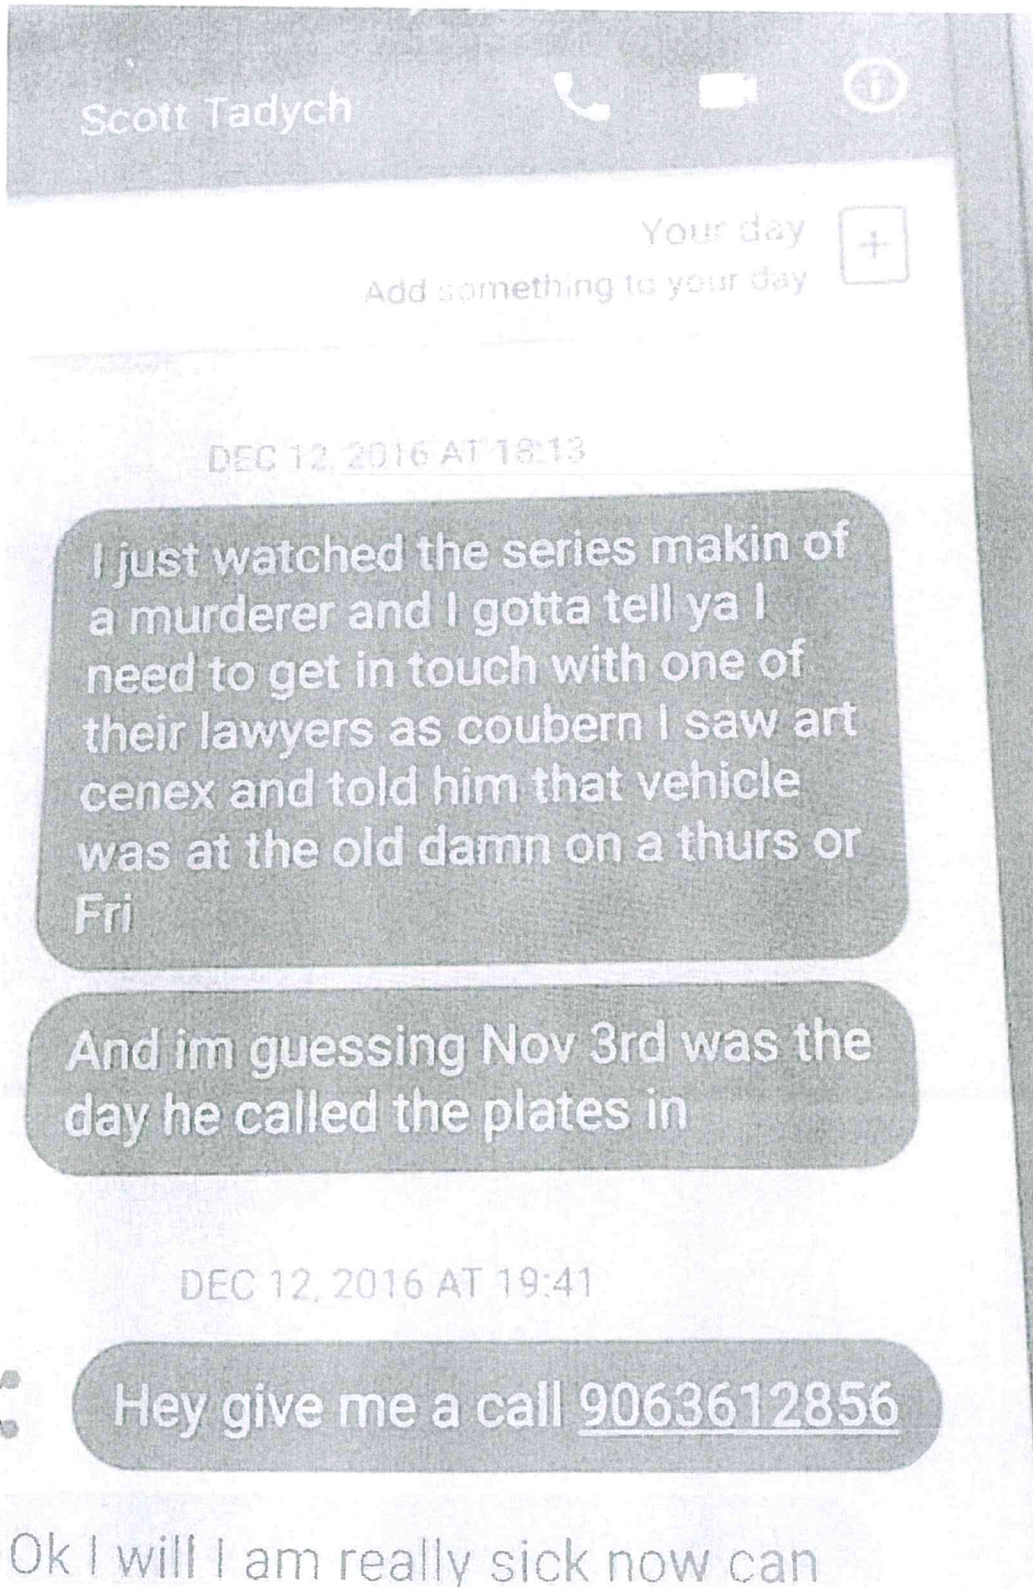 Scott Tadych
Your day
Add something to your day
DEC 12, 2016 AT 18:13
I just watched the series makin of
a murderer and I gotta tell ya I
need to get in touch with one of
their lawyers as coubern I saw art
cenex and told him that vehicle
was at the old damn on a thurs or
Fri
And im guessing Nov 3rd was the
day he called the plates in
DEC 12, 2016 AT 19:41
Hey give me a call 9063612856
Ok I will I am really sick now can